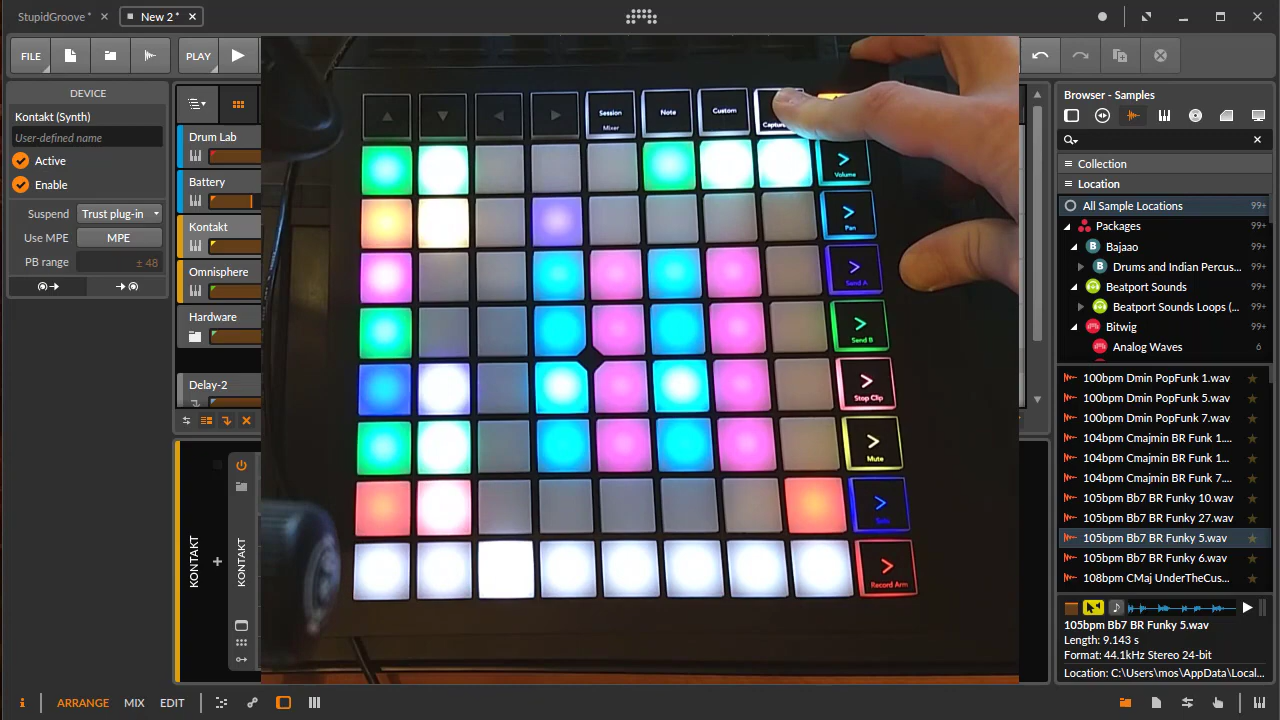 StupidGroove *
New 2 *
FILE
PLAY
DEVICE
Kontakt (Synth)
User-defined name
Active
Enable
Suspend Trust plug-in
Use MPE MPE
PB range ± 48
Drum Lab
Battery
Kontakt
Omnisphere
Hardware
Delay-2
KONTAKT
KONTAKT
Session
Mixer
Note
Custom
Volume
Pan
Send A
Send B
Stop Clip
Mute
Solo
Record Arm
Browser - Samples
Collection
Location
All Sample Locations 99+
Packages 99+
B Bajaao 99+
B Drums and Indian Percus... 99+
Beatport Sounds 99+
Beatport Sounds Loops (... 99+
Bitwig 99+
Analog Waves 6
100bpm Dmin PopFunk 1.wav
100bpm Dmin PopFunk 5.wav
100bpm Dmin PopFunk 7.wav
104bpm Cmajmin BR Funk 1....
104bpm Cmajmin BR Funk 1...
104bpm Cmajmin BR Funk 7....
105bpm Bb7 BR Funky 10.wav
105bpm Bb7 BR Funky 27.wav
105bpm Bb7 BR Funky 5.wav
105bpm Bb7 BR Funky 6.wav
108bpm CMaj UnderTheCus...
105bpm Bb7 BR Funky 5.wav
Length: 9.143 s
Format: 44.1kHz Stereo 24-bit
Location: C:\Users\mos\AppData\Local...
i
ARRANGE MIX EDIT